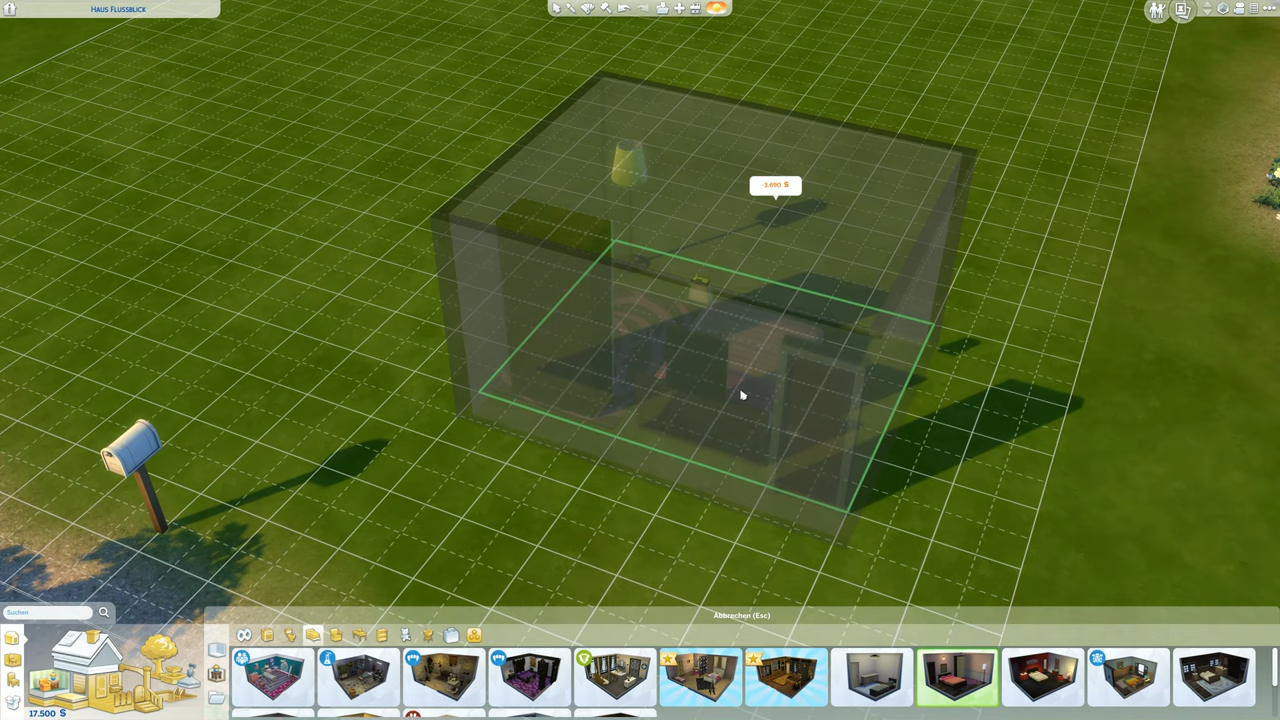 Haus Flussblick
-3.690 $
Abbrechen (Esc)
Suchen
17.500 $